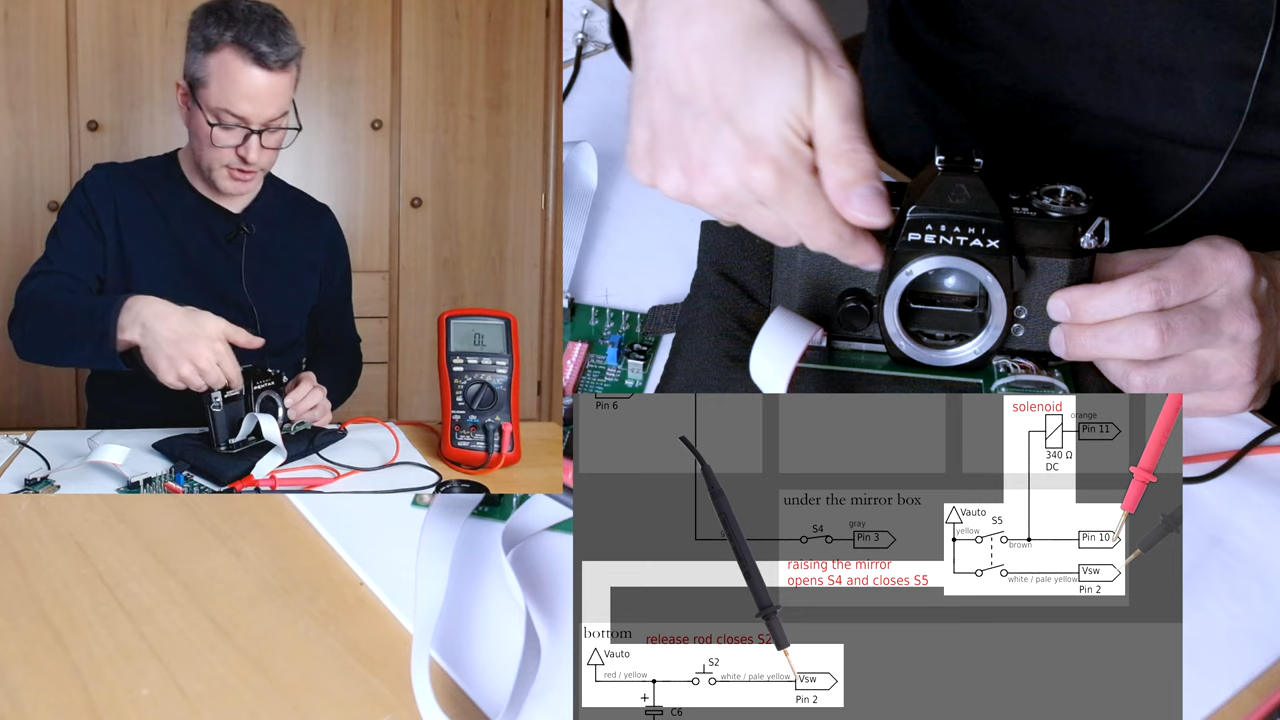 0L
ASAHI
PENTAX
Pin 6
solenoid
orange
Pin 11
340 Ω
DC
under the mirror box
Vauto
S5
yellow
brown
Pin 10
S4
gray
Pin 3
raising the mirror
opens S4 and closes S5
white / pale yellow
Vsw
Pin 2
bottom
release rod closes S2
Vauto
red / yellow
S2
white / pale yellow
Vsw
Pin 2
+
C6